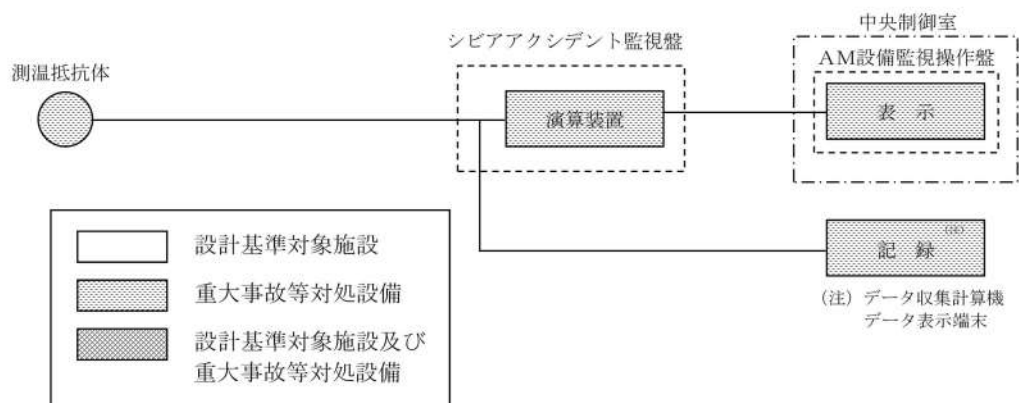 中央制御室
シビアアクシデント監視盤
AM設備監視操作盤
測温抵抗体
演算装置
表 示
記 録 (注)
(注) データ収集計算機
データ表示端末
設計基準対象施設
重大事故等対処設備
設計基準対象施設及び
重大事故等対処設備